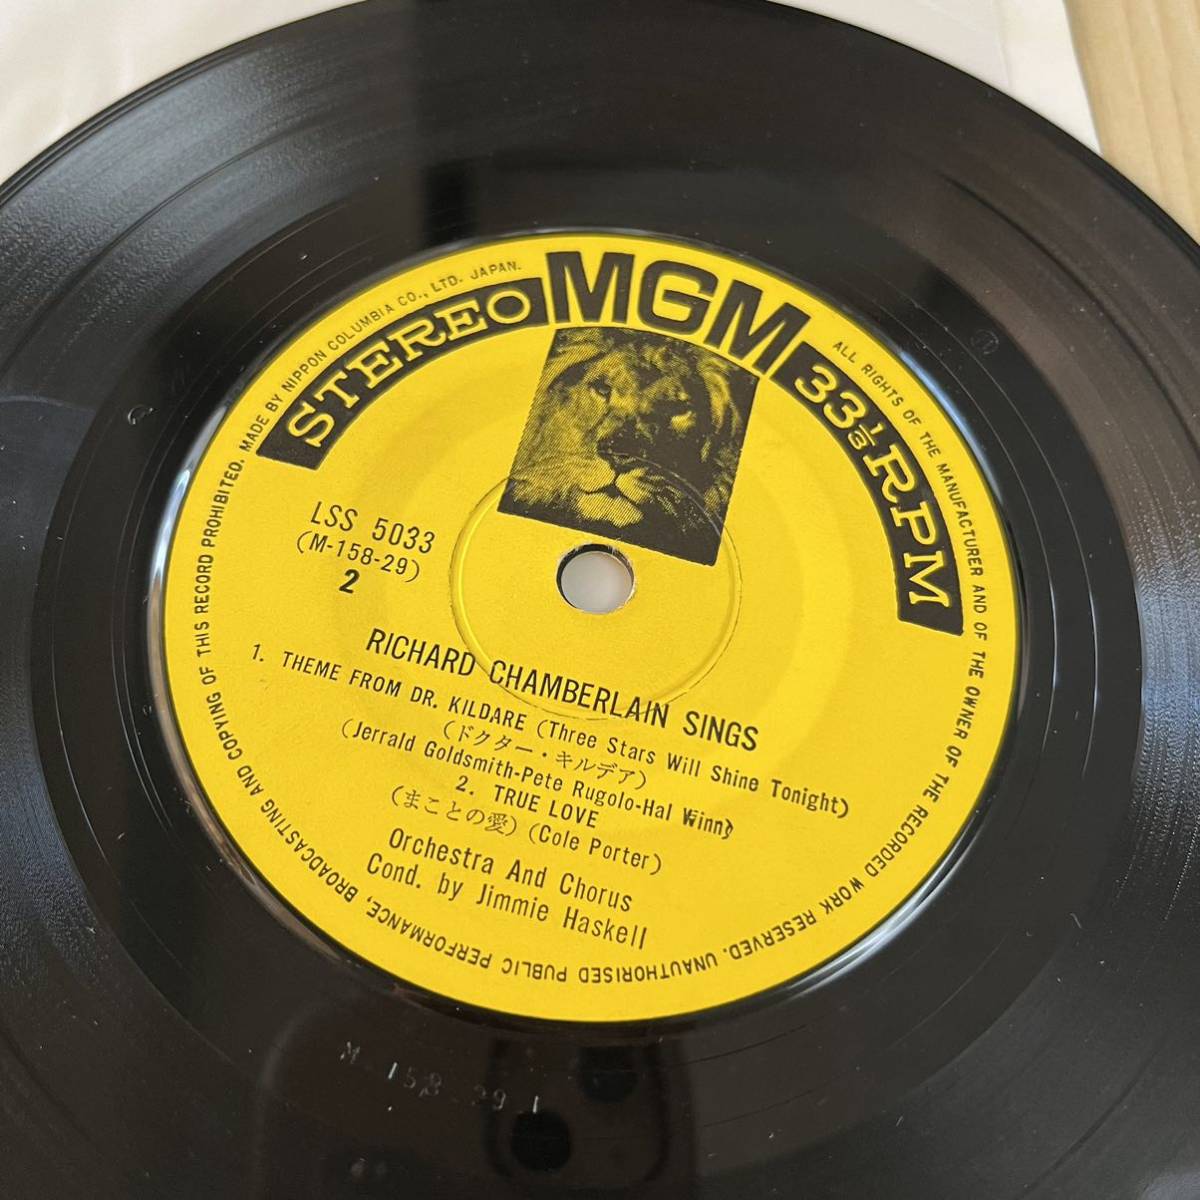 MGM
STEREO
33⅓ RPM
MADE BY NIPPON COLUMBIA CO., LTD. JAPAN.
ALL RIGHTS OF THE MANUFACTURER AND OF THE OWNER OF THE RECORDED WORK RESERVED. UNAUTHORISED PUBLIC PERFORMANCE, BROADCASTING AND COPYING OF THIS RECORD PROHIBITED.
LSS 5033
(M-158-29)
2
RICHARD CHAMBERLAIN SINGS
1. THEME FROM DR. KILDARE (Three Stars Will Shine Tonight)
(ドクター・キルデア)
(Jerrald Goldsmith-Pete Rugolo-Hal Winn)
2. TRUE LOVE
(まことの愛) (Cole Porter)
Orchestra And Chorus
Cond. by Jimmie Haskell
M-158-29 1